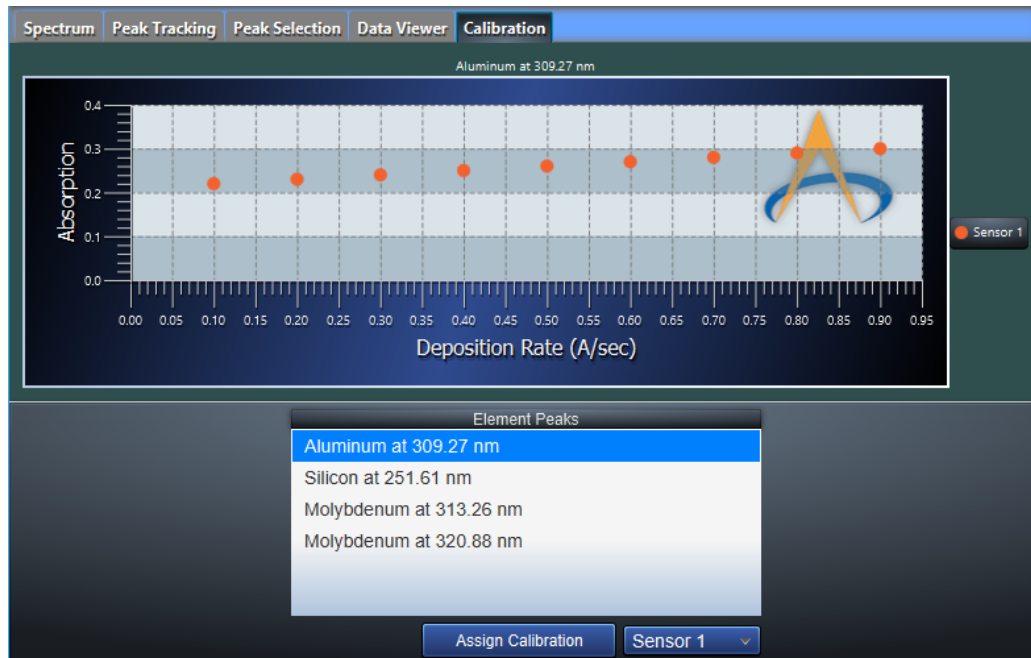 Spectrum Peak Tracking Peak Selection Data Viewer Calibration
Aluminum at 309.27 nm
0.4
0.3
0.2
0.1
0.0
Absorption
0.00 0.05 0.10 0.15 0.20 0.25 0.30 0.35 0.40 0.45 0.50 0.55 0.60 0.65 0.70 0.75 0.80 0.85 0.90 0.95
Deposition Rate (A/sec)
Sensor 1
Element Peaks
Aluminum at 309.27 nm
Silicon at 251.61 nm
Molybdenum at 313.26 nm
Molybdenum at 320.88 nm
Assign Calibration Sensor 1